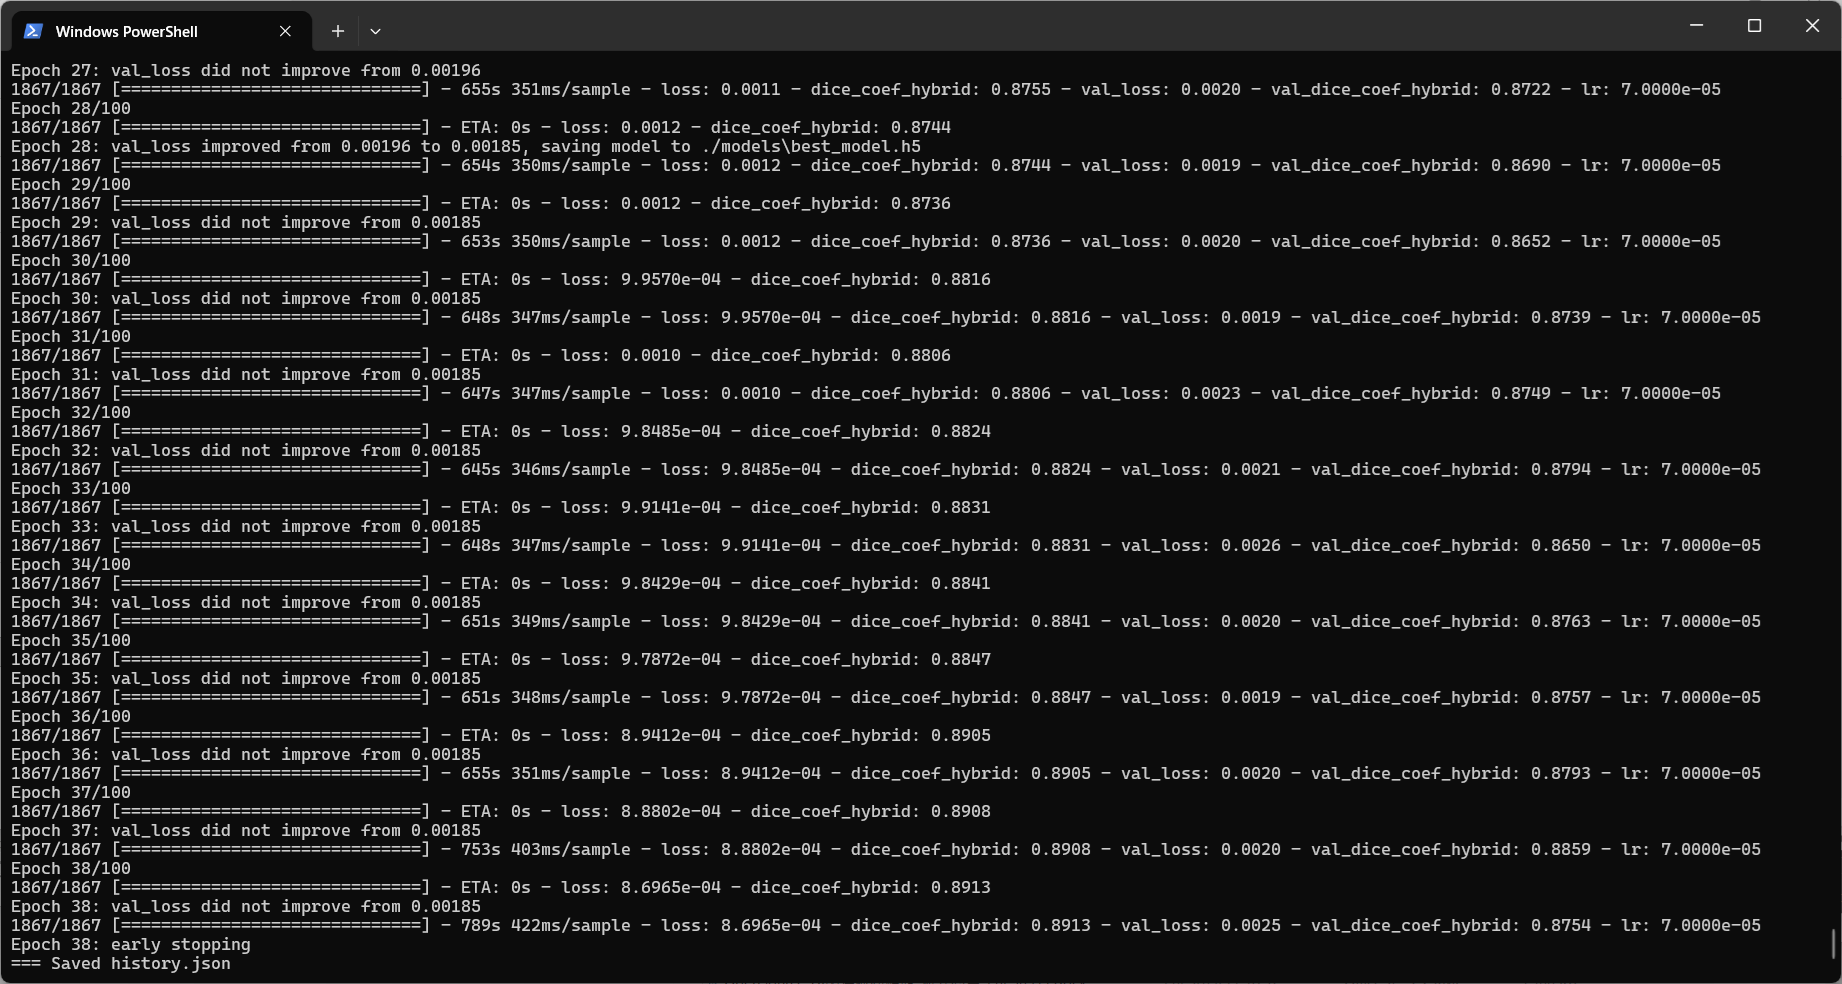 Windows PowerShell
Epoch 27: val_loss did not improve from 0.00196
1867/1867 [==============================] - 655s 351ms/sample - loss: 0.0011 - dice_coef_hybrid: 0.8755 - val_loss: 0.0020 - val_dice_coef_hybrid: 0.8722 - lr: 7.0000e-05
Epoch 28/100
1867/1867 [==============================] - ETA: 0s - loss: 0.0012 - dice_coef_hybrid: 0.8744
Epoch 28: val_loss improved from 0.00196 to 0.00185, saving model to ./models\best_model.h5
1867/1867 [==============================] - 654s 350ms/sample - loss: 0.0012 - dice_coef_hybrid: 0.8744 - val_loss: 0.0019 - val_dice_coef_hybrid: 0.8690 - lr: 7.0000e-05
Epoch 29/100
1867/1867 [==============================] - ETA: 0s - loss: 0.0012 - dice_coef_hybrid: 0.8736
Epoch 29: val_loss did not improve from 0.00185
1867/1867 [==============================] - 653s 350ms/sample - loss: 0.0012 - dice_coef_hybrid: 0.8736 - val_loss: 0.0020 - val_dice_coef_hybrid: 0.8652 - lr: 7.0000e-05
Epoch 30/100
1867/1867 [==============================] - ETA: 0s - loss: 9.9570e-04 - dice_coef_hybrid: 0.8816
Epoch 30: val_loss did not improve from 0.00185
1867/1867 [==============================] - 648s 347ms/sample - loss: 9.9570e-04 - dice_coef_hybrid: 0.8816 - val_loss: 0.0019 - val_dice_coef_hybrid: 0.8739 - lr: 7.0000e-05
Epoch 31/100
1867/1867 [==============================] - ETA: 0s - loss: 0.0010 - dice_coef_hybrid: 0.8806
Epoch 31: val_loss did not improve from 0.00185
1867/1867 [==============================] - 647s 347ms/sample - loss: 0.0010 - dice_coef_hybrid: 0.8806 - val_loss: 0.0023 - val_dice_coef_hybrid: 0.8749 - lr: 7.0000e-05
Epoch 32/100
1867/1867 [==============================] - ETA: 0s - loss: 9.8485e-04 - dice_coef_hybrid: 0.8824
Epoch 32: val_loss did not improve from 0.00185
1867/1867 [==============================] - 645s 346ms/sample - loss: 9.8485e-04 - dice_coef_hybrid: 0.8824 - val_loss: 0.0021 - val_dice_coef_hybrid: 0.8794 - lr: 7.0000e-05
Epoch 33/100
1867/1867 [==============================] - ETA: 0s - loss: 9.9141e-04 - dice_coef_hybrid: 0.8831
Epoch 33: val_loss did not improve from 0.00185
1867/1867 [==============================] - 648s 347ms/sample - loss: 9.9141e-04 - dice_coef_hybrid: 0.8831 - val_loss: 0.0026 - val_dice_coef_hybrid: 0.8650 - lr: 7.0000e-05
Epoch 34/100
1867/1867 [==============================] - ETA: 0s - loss: 9.8429e-04 - dice_coef_hybrid: 0.8841
Epoch 34: val_loss did not improve from 0.00185
1867/1867 [==============================] - 651s 349ms/sample - loss: 9.8429e-04 - dice_coef_hybrid: 0.8841 - val_loss: 0.0020 - val_dice_coef_hybrid: 0.8763 - lr: 7.0000e-05
Epoch 35/100
1867/1867 [==============================] - ETA: 0s - loss: 9.7872e-04 - dice_coef_hybrid: 0.8847
Epoch 35: val_loss did not improve from 0.00185
1867/1867 [==============================] - 651s 348ms/sample - loss: 9.7872e-04 - dice_coef_hybrid: 0.8847 - val_loss: 0.0019 - val_dice_coef_hybrid: 0.8757 - lr: 7.0000e-05
Epoch 36/100
1867/1867 [==============================] - ETA: 0s - loss: 8.9412e-04 - dice_coef_hybrid: 0.8905
Epoch 36: val_loss did not improve from 0.00185
1867/1867 [==============================] - 655s 351ms/sample - loss: 8.9412e-04 - dice_coef_hybrid: 0.8905 - val_loss: 0.0020 - val_dice_coef_hybrid: 0.8793 - lr: 7.0000e-05
Epoch 37/100
1867/1867 [==============================] - ETA: 0s - loss: 8.8802e-04 - dice_coef_hybrid: 0.8908
Epoch 37: val_loss did not improve from 0.00185
1867/1867 [==============================] - 753s 403ms/sample - loss: 8.8802e-04 - dice_coef_hybrid: 0.8908 - val_loss: 0.0020 - val_dice_coef_hybrid: 0.8859 - lr: 7.0000e-05
Epoch 38/100
1867/1867 [==============================] - ETA: 0s - loss: 8.6965e-04 - dice_coef_hybrid: 0.8913
Epoch 38: val_loss did not improve from 0.00185
1867/1867 [==============================] - 789s 422ms/sample - loss: 8.6965e-04 - dice_coef_hybrid: 0.8913 - val_loss: 0.0025 - val_dice_coef_hybrid: 0.8754 - lr: 7.0000e-05
Epoch 38: early stopping
=== Saved history.json